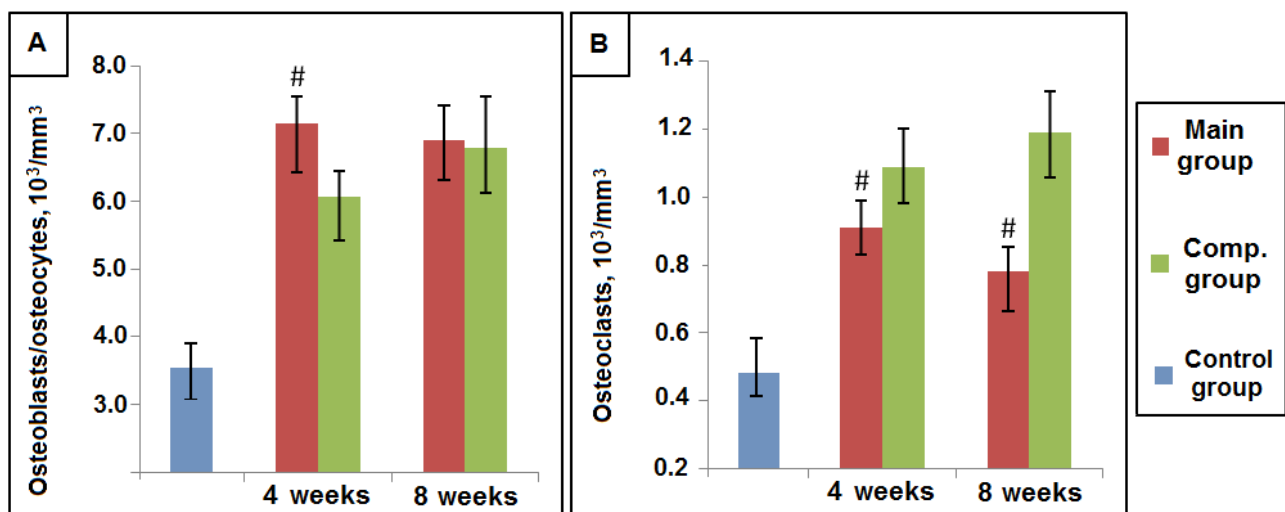 A
Osteoblasts/osteocytes, 10³/mm³
8.0
7.0
6.0
5.0
4.0
3.0
#
4 weeks
8 weeks
B
Osteoclasts, 10³/mm³
1.4
1.2
1.0
0.8
0.6
0.4
0.2
#
#
4 weeks
8 weeks
Main
group
Comp.
group
Control
group